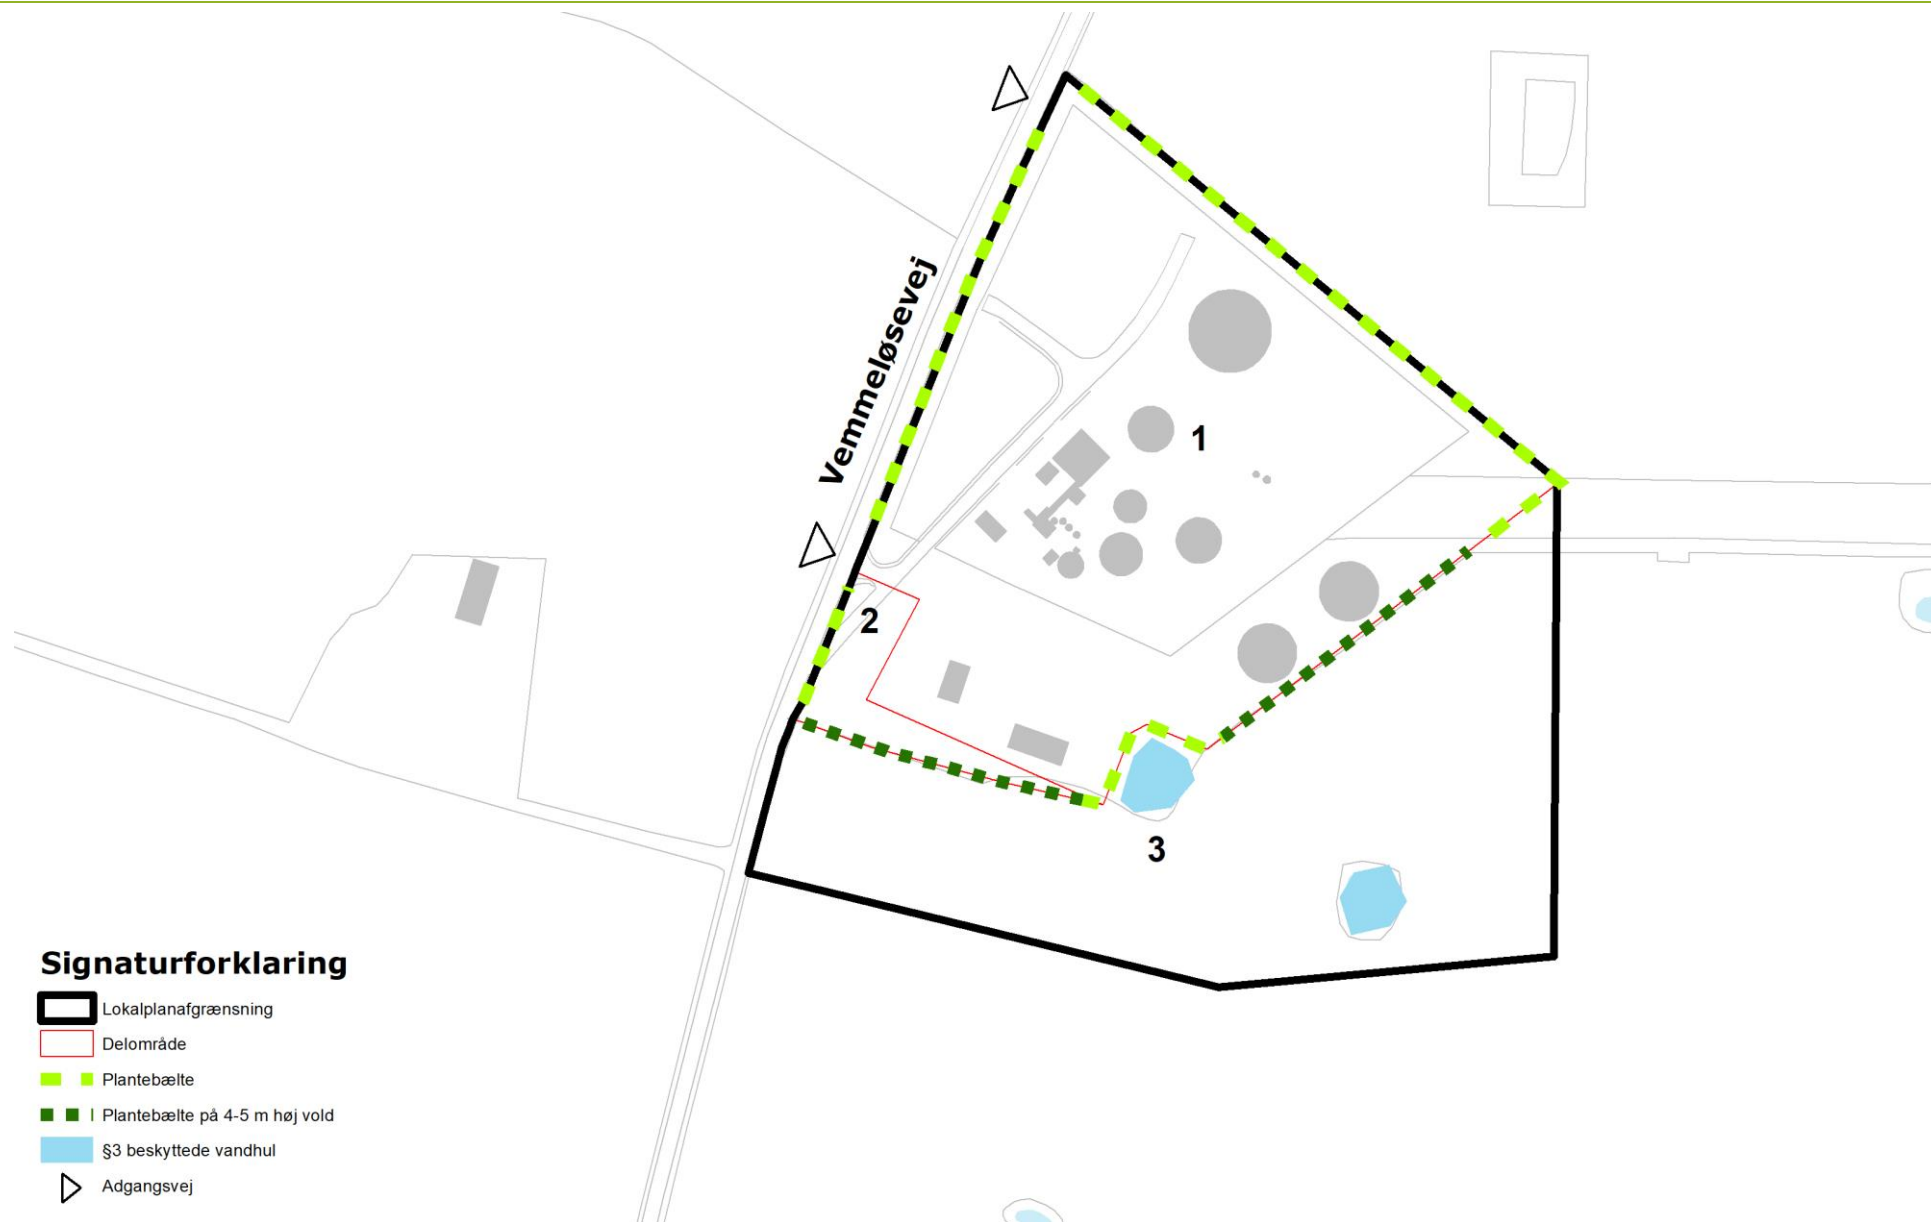 Vemmeløsevej
1
2
3
Signaturforklaring
Lokalplanafgrænsning
Delområde
Plantebælte
Plantebælte på 4-5 m høj vold
§3 beskyttede vandhul
Adgangsvej